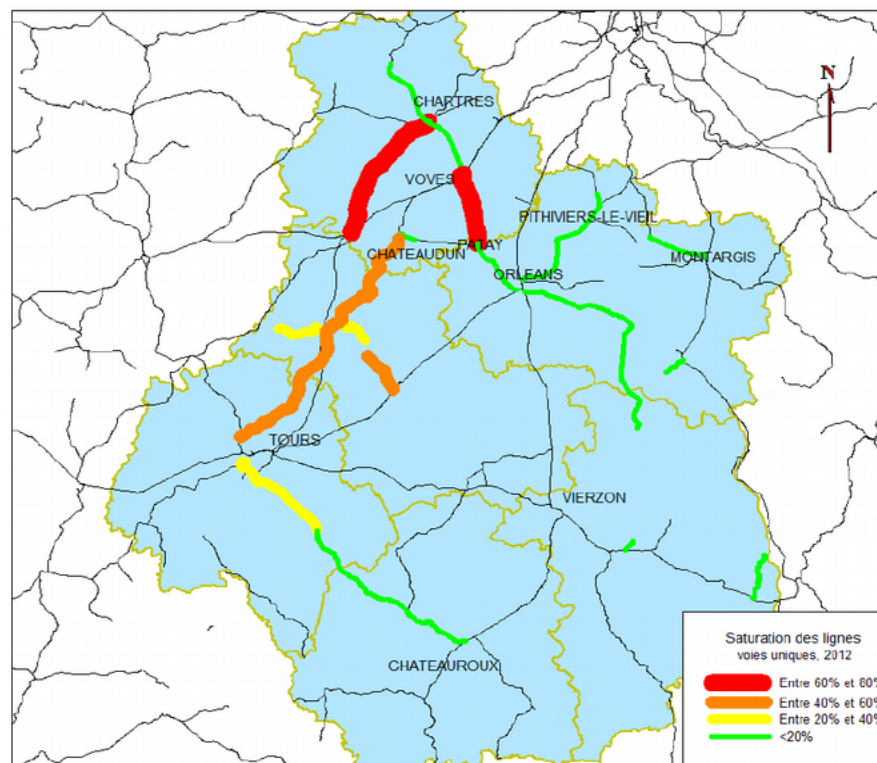 N
CHARTRES
VOVES
PITHIVIERS-LE-VIEIL
PATAY
CHATEAUDUN
MONTARGIS
ORLEANS
TOURS
VIERZON
CHATEAUROUX
Saturation des lignes
voies uniques, 2012
Entre 60% et 80%
Entre 40% et 60%
Entre 20% et 40%
<20%